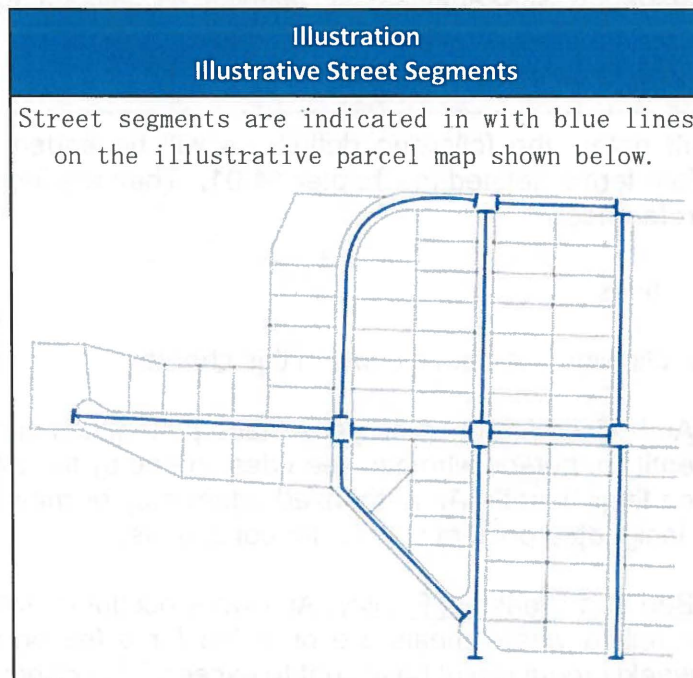 Illustration
Illustrative Street Segments
Street segments are indicated in with blue lines
on the illustrative parcel map shown below.